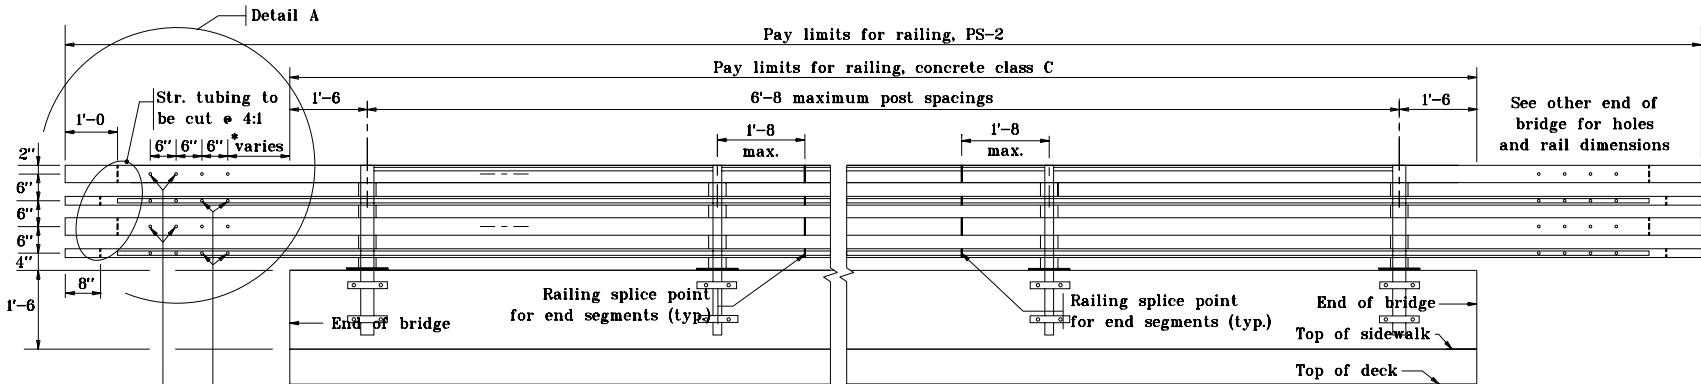 Detail A
Pay limits for railing, PS-2
Pay limits for railing, concrete class C
1'-6
6'-8 maximum post spacings
1'-6
Str. tubing to
be cut @ 4:1
1'-0
6" 6" 6" *varies
1'-8
max.
1'-8
max.
See other end of
bridge for holes
and rail dimensions
2"
6"
6"
6"
4"
8"
1'-6
End of bridge
Railing splice point
for end segments (typ.)
Railing splice point
for end segments (typ.)
End of bridge
Top of sidewalk
Top of deck